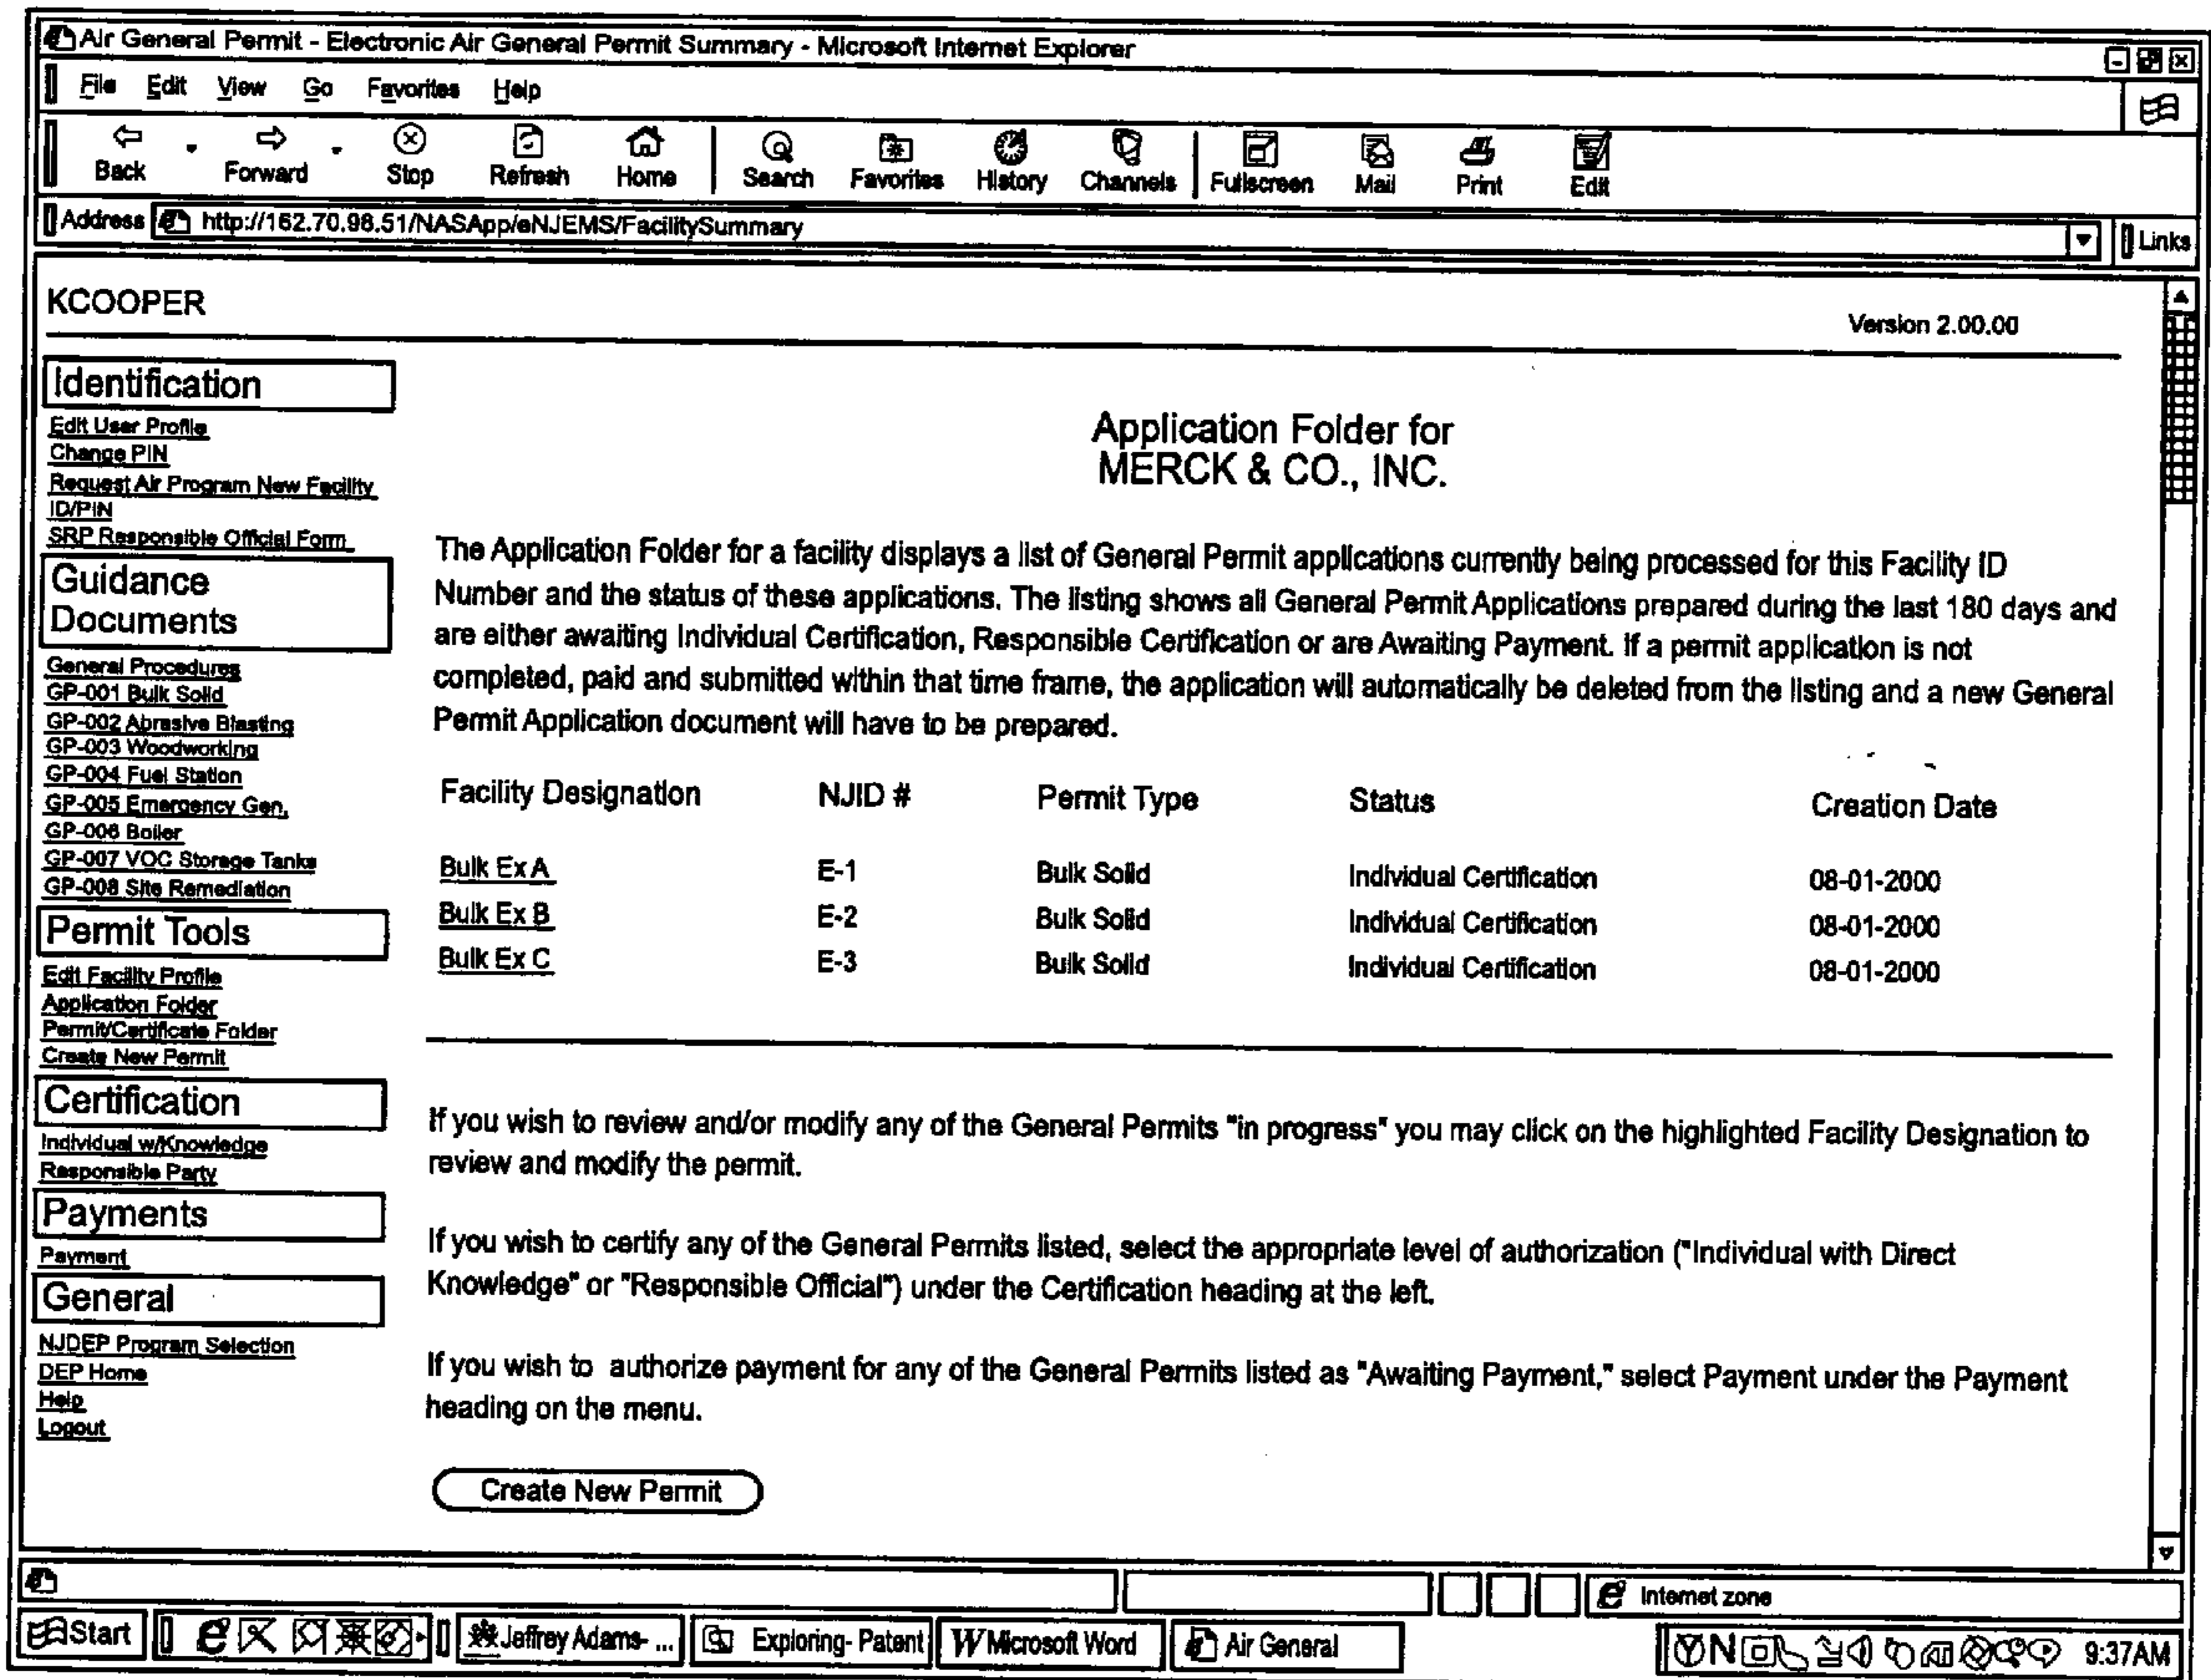 Air General Permit - Electronic Air General Permit Summary - Microsoft Internet Explorer
File Edit View Go Favorites Help
Back Forward Stop Refresh Home Search Favorites History Channels Fullscreen Mail Print Edit
Address http://162.70.98.51/NASApp/eNJEMS/FacilitySummary Links
KCOOPER
Version 2.00.00
Identification
Edit User Profile
Change PIN
Request Air Program New Facility
ID/PIN
SRP Responsible Official Form
Guidance
Documents
General Procedures
GP-001 Bulk Solid
GP-002 Abrasive Blasting
GP-003 Woodworking
GP-004 Fuel Station
GP-005 Emergency Gen,
GP-006 Boiler
GP-007 VOC Storage Tanks
GP-008 Site Remediation
Permit Tools
Edit Facility Profile
Application Folder
Permit/Certificate Folder
Create New Permit
Certification
Individual w/Knowledge
Responsible Party
Payments
Payment
General
NJDEP Program Selection
DEP Home
Help
Logout
Application Folder for
MERCK & CO., INC.
The Application Folder for a facility displays a list of General Permit applications currently being processed for this Facility ID
Number and the status of these applications. The listing shows all General Permit Applications prepared during the last 180 days and
are either awaiting Individual Certification, Responsible Certification or are Awaiting Payment. If a permit application is not
completed, paid and submitted within that time frame, the application will automatically be deleted from the listing and a new General
Permit Application document will have to be prepared.
Facility Designation NJID # Permit Type Status Creation Date
Bulk Ex A E-1 Bulk Solid Individual Certification 08-01-2000
Bulk Ex B E-2 Bulk Solid Individual Certification 08-01-2000
Bulk Ex C E-3 Bulk Solid Individual Certification 08-01-2000
If you wish to review and/or modify any of the General Permits "in progress" you may click on the highlighted Facility Designation to
review and modify the permit.
If you wish to certify any of the General Permits listed, select the appropriate level of authorization ("Individual with Direct
Knowledge" or "Responsible Official") under the Certification heading at the left.
If you wish to authorize payment for any of the General Permits listed as "Awaiting Payment," select Payment under the Payment
heading on the menu.
Create New Permit
Internet zone
Start Jeffrey Adams- ... Exploring- Patent Microsoft Word Air General 9:37AM